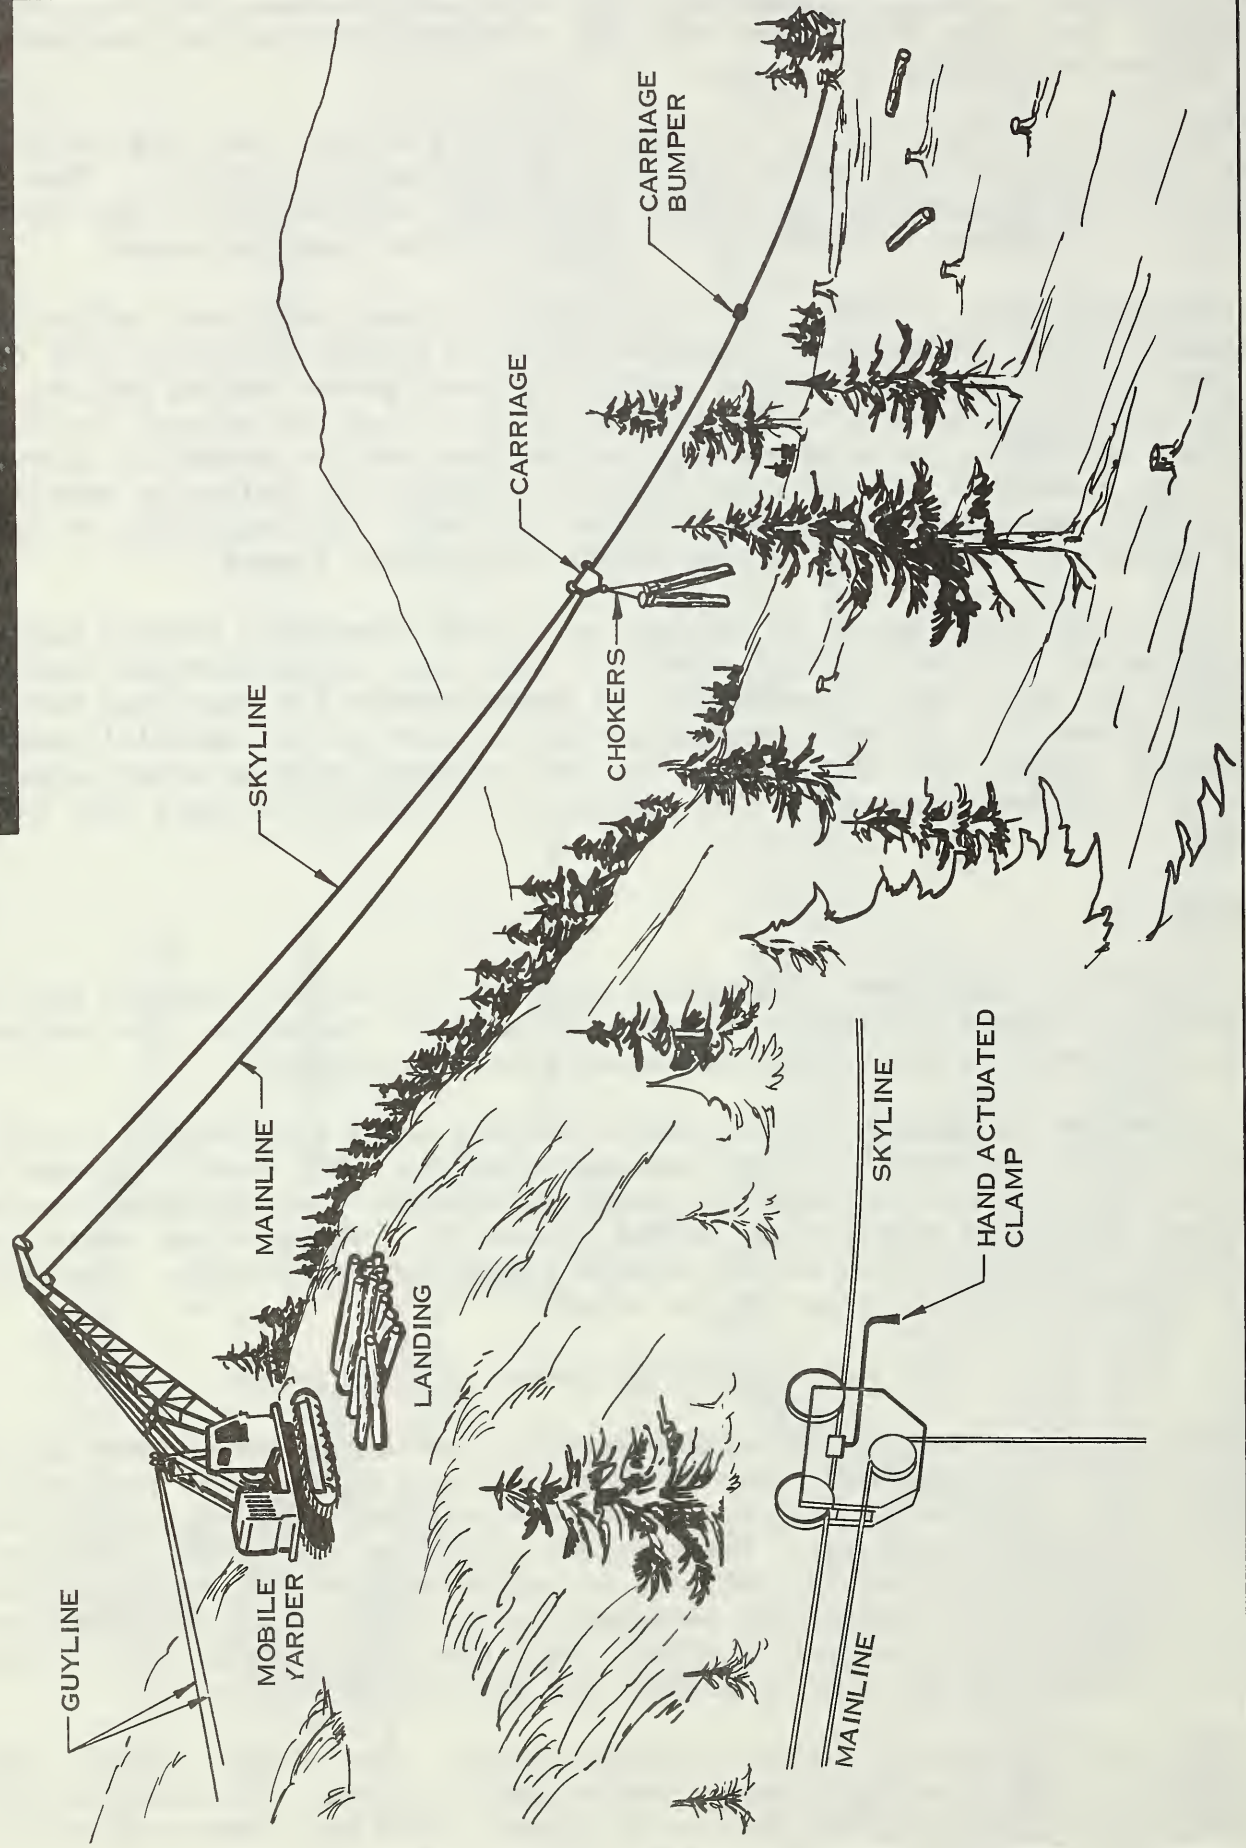 GUYLINE
MOBILE
YARDER
MAINLINE
SKYLINE
LANDING
CHOKERS
CARRIAGE
CARRIAGE
BUMPER
MAINLINE
SKYLINE
HAND ACTUATED
CLAMP